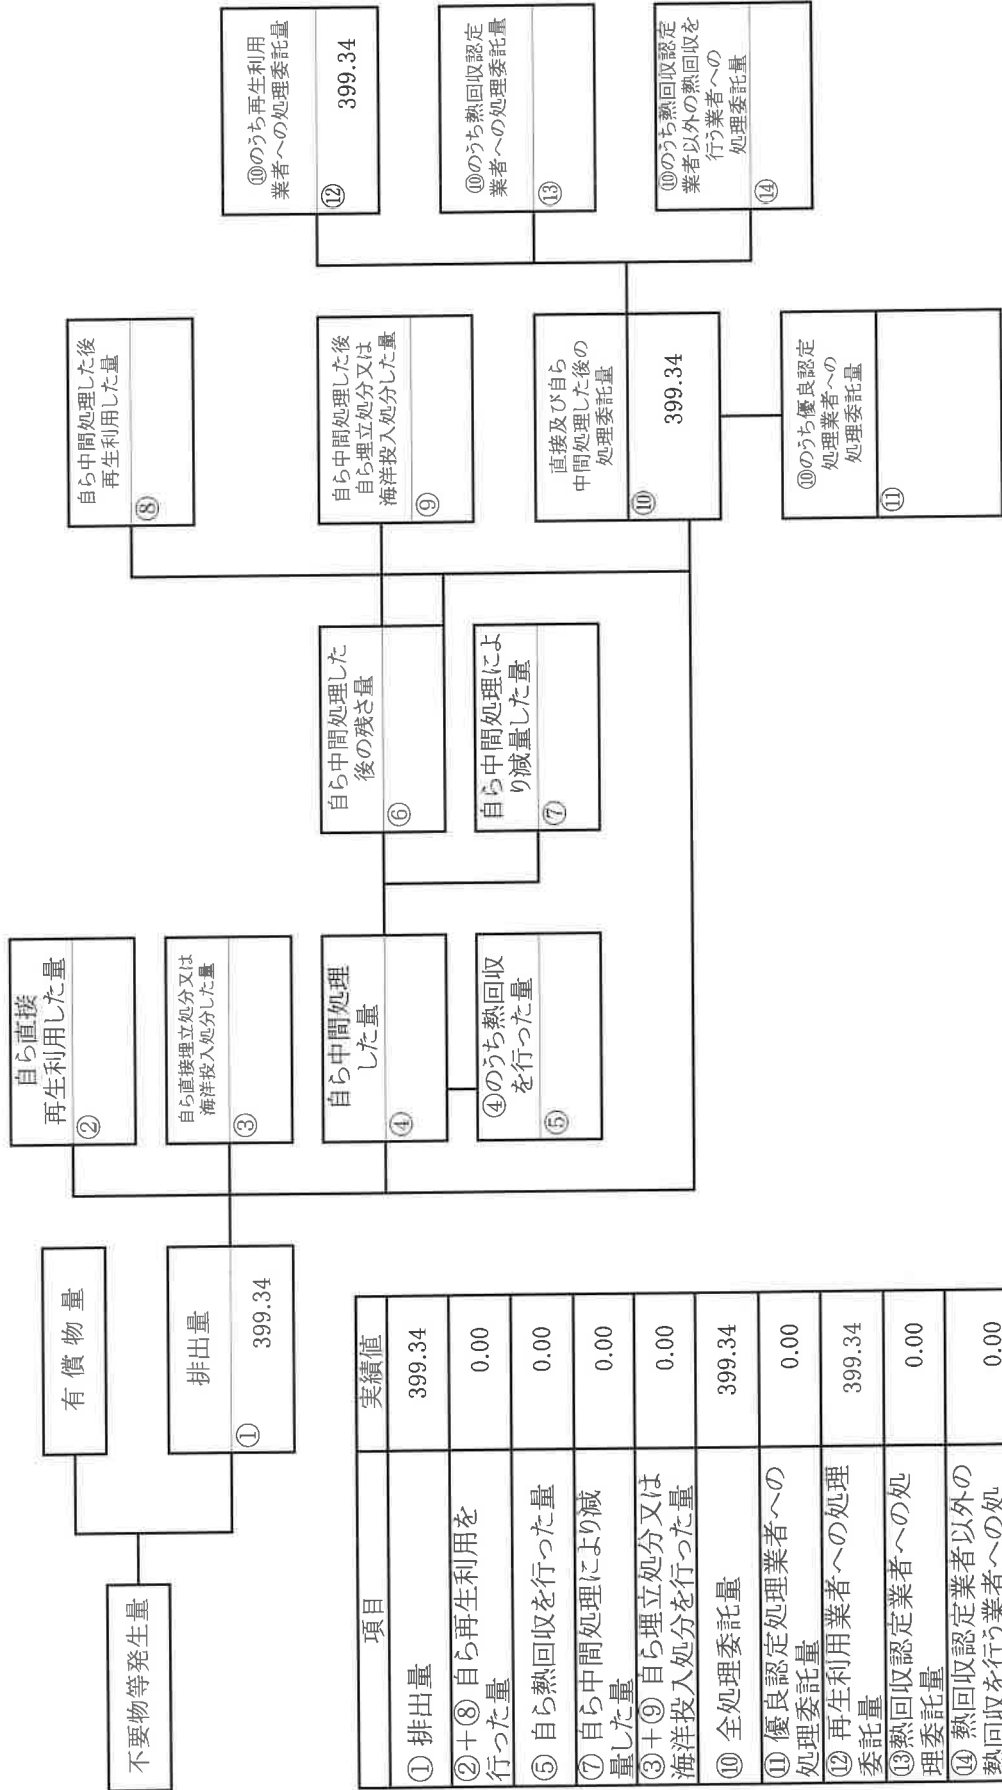 不要物等発生量
有償物量
排出量
①
399.34
自ら直接
再生利用した量
②
自ら直接埋立処分又は
海洋投入処分した量
③
自ら中間処理
した量
④
④のうち熱回収
を行った量
⑤
自ら中間処理した
後の残さ量
⑥
自ら中間処理によ
り減量した量
⑦
自ら中間処理した後
再生利用した量
⑧
自ら中間処理した後
自ら埋立処分又は
海洋投入処分した量
⑨
直接及び自ら
中間処理した後の
処理委託量
⑩
399.34
⑩のうち優良認定
処理業者への
処理委託量
⑪
⑩のうち再生利用
業者への処理委託量
⑫
399.34
⑩のうち熱回収認定
業者への処理委託量
⑬
⑩のうち熱回収認定
業者以外の熱回収を
行う業者への
処理委託量
⑭
項目 実績値
① 排出量 399.34
②+⑧ 自ら再生利用を
行った量 0.00
⑤ 自ら熱回収を行った量 0.00
⑦ 自ら中間処理により減
量した量 0.00
③+⑨ 自ら埋立処分又は
海洋投入処分を行った量 0.00
⑩ 全処理委託量 399.34
⑪ 優良認定処理業者への
処理委託量 0.00
⑫ 再生利用業者への処理
委託量 399.34
⑬熱回収認定業者への処
理委託量 0.00
⑭ 熱回収認定業者以外の
熱回収を行う業者への処 0.00